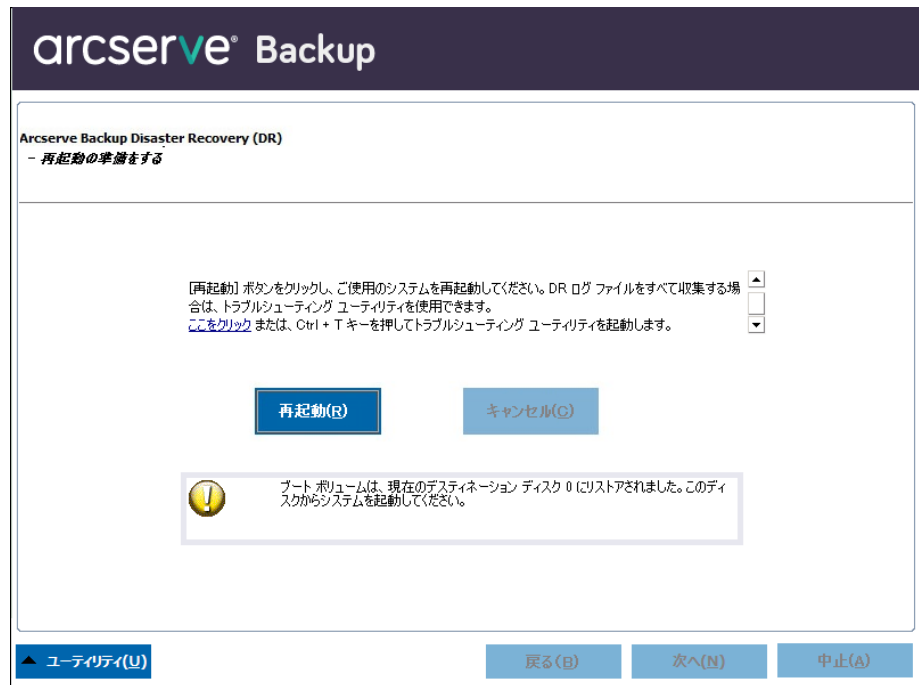 arcserve® Backup
Arcserve Backup Disaster Recovery (DR)
- 再起動の準備をする
[再起動] ボタンをクリックし、ご使用のシステムを再起動してください。DR ログ ファイルをすべて収集する場
合は、トラブルシューティング ユーティリティを使用できます。
ここをクリック または、Ctrl + T キーを押してトラブルシューティング ユーティリティを起動します。
再起動(R)
キャンセル(C)
ブート ボリュームは、現在のデスティネーション ディスク 0 にリストアされました。このディ
スクからシステムを起動してください。
ユーティリティ(U)
戻る(B)
次へ(N)
中止(A)